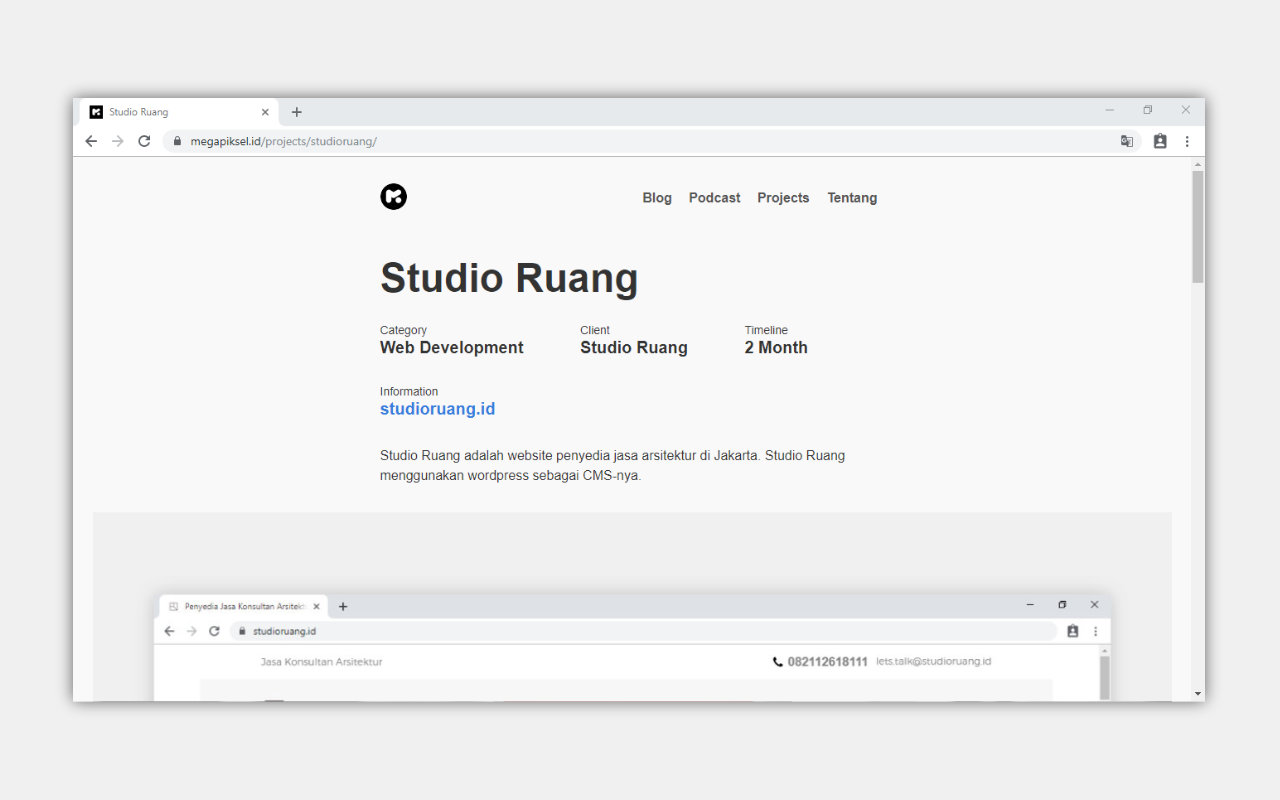 Studio Ruang
megapiksel.id/projects/studioruang/
Blog Podcast Projects Tentang
Studio Ruang
Category Client Timeline
Web Development Studio Ruang 2 Month
Information
studioruang.id
Studio Ruang adalah website penyedia jasa arsitektur di Jakarta. Studio Ruang
menggunakan wordpress sebagai CMS-nya.
Penyedia Jasa Konsultan Arsitekt
studioruang.id
Jasa Konsultan Arsitektur 082112618111 lets.talk@studioruang.id